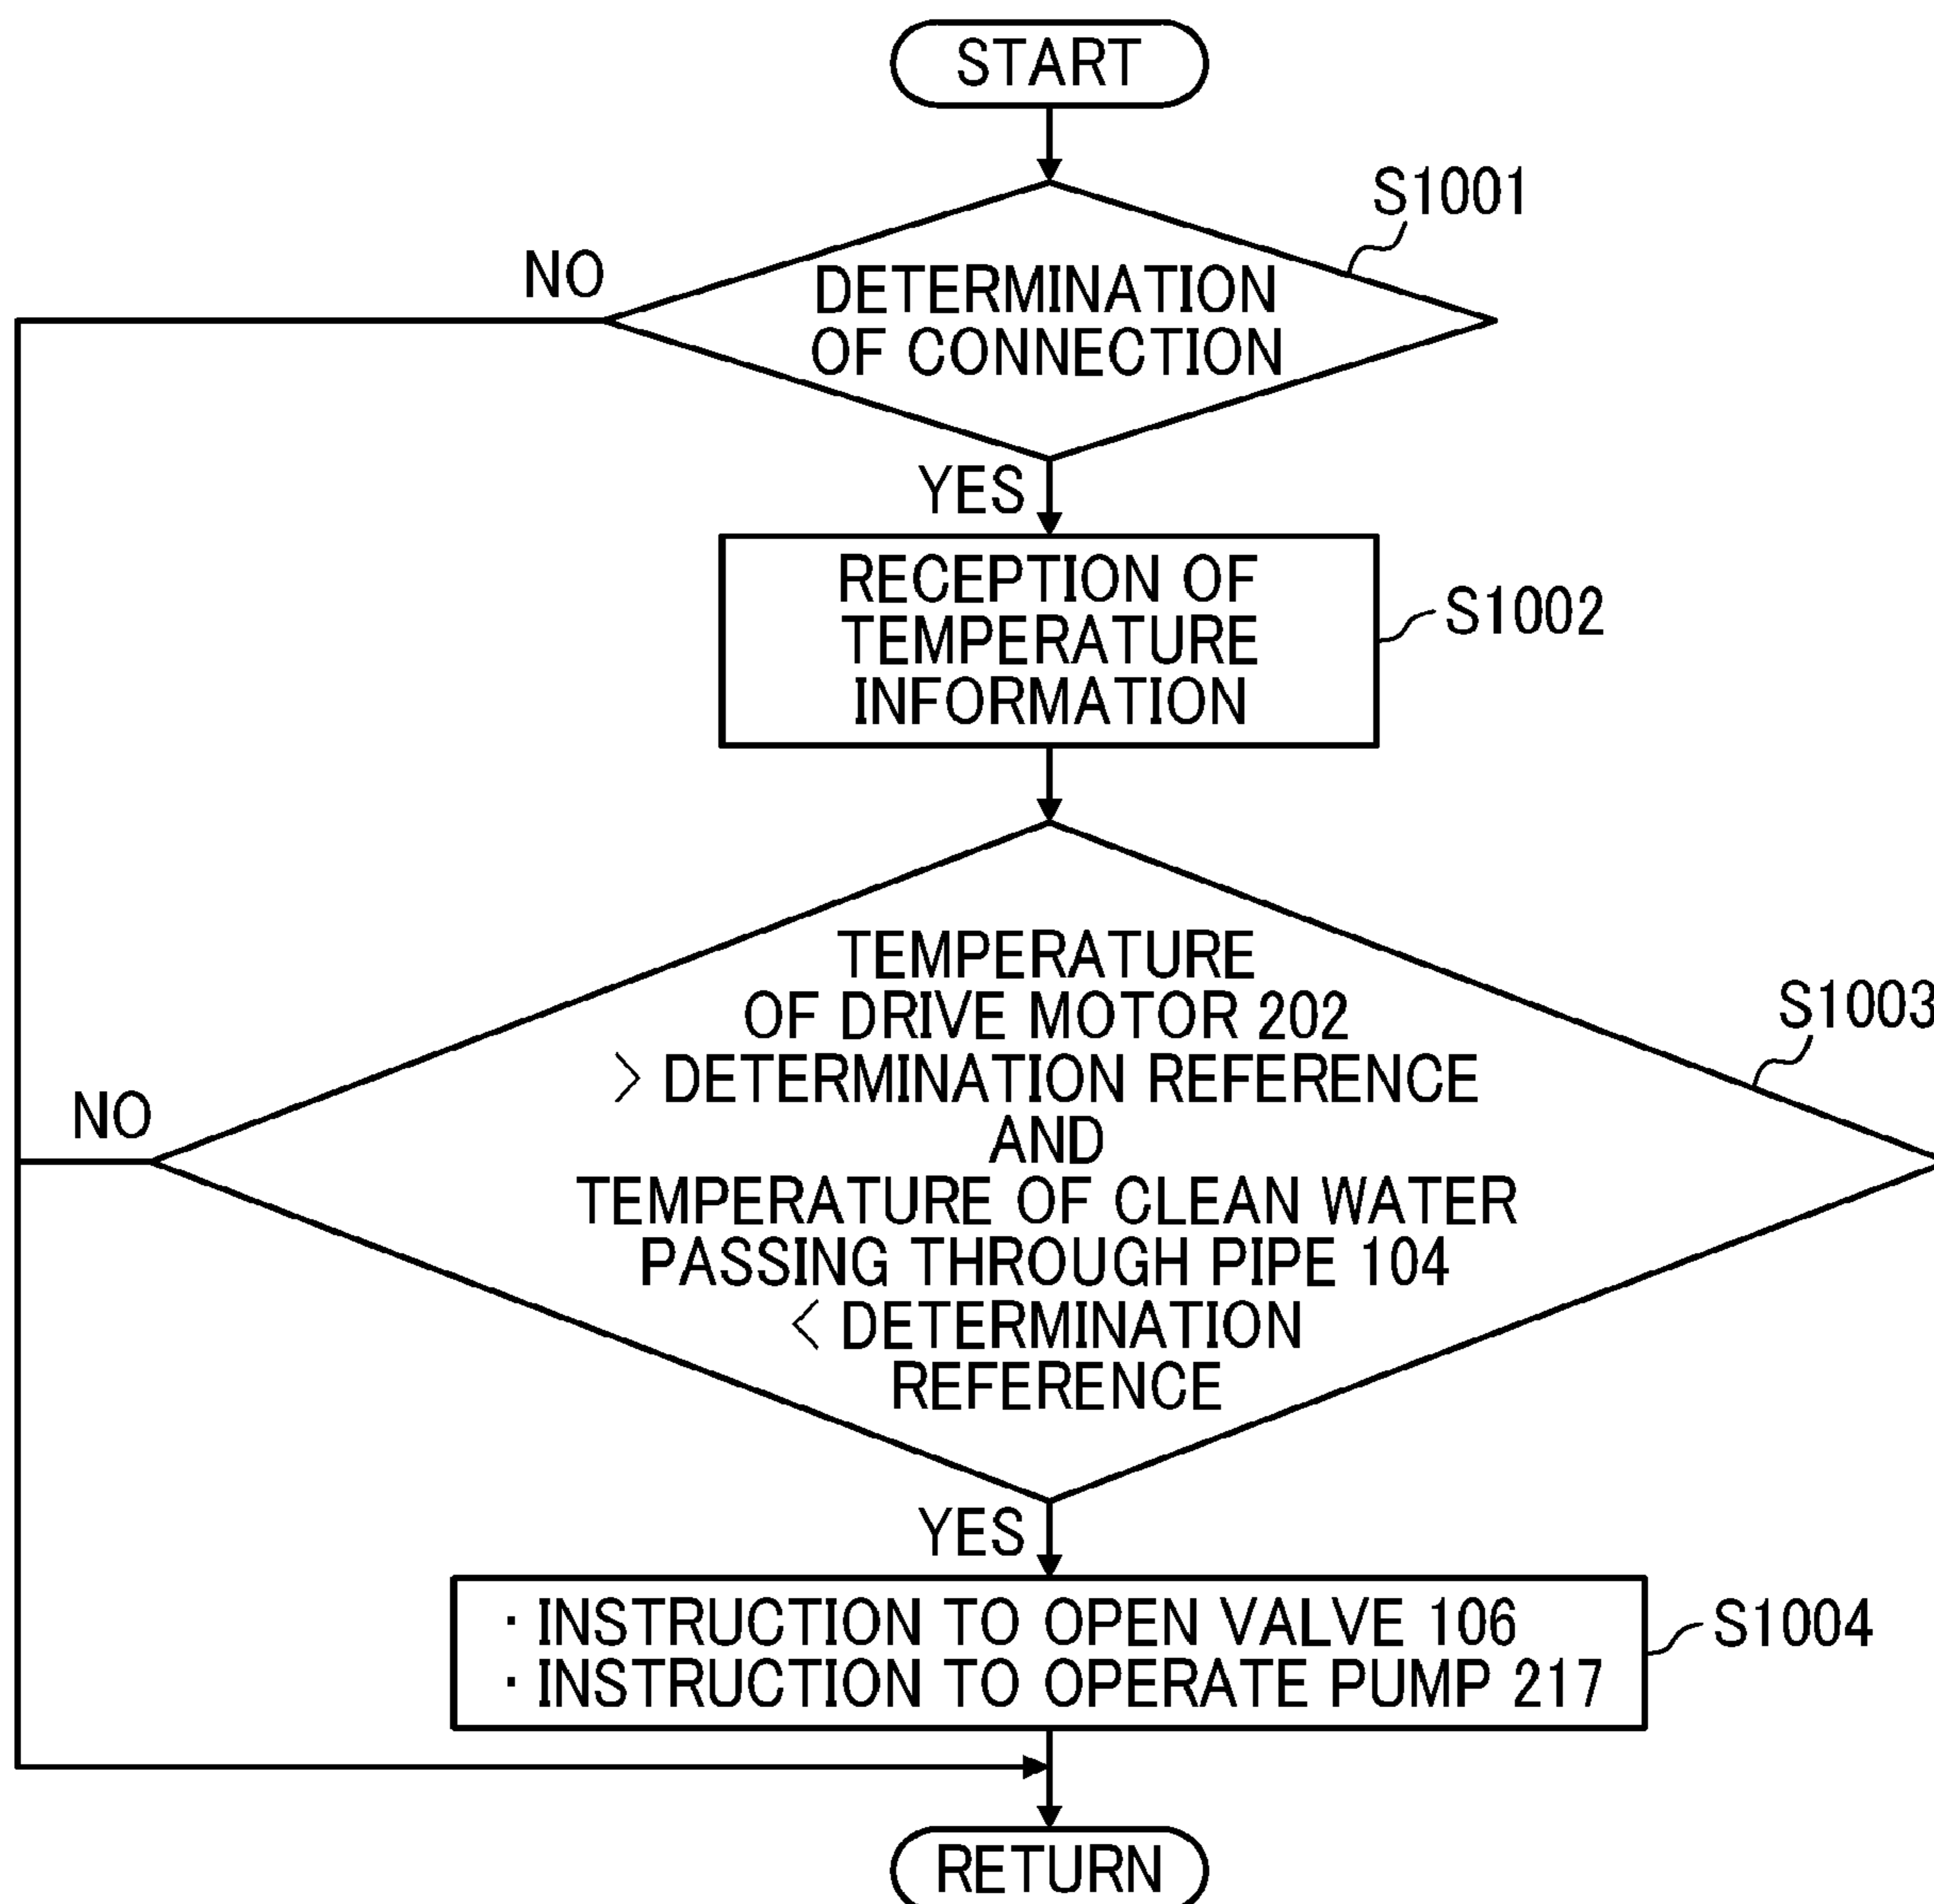 START
S1001
NO
DETERMINATION
OF CONNECTION
YES
RECEPTION OF
TEMPERATURE
INFORMATION
S1002
TEMPERATURE
OF DRIVE MOTOR 202
> DETERMINATION REFERENCE
AND
TEMPERATURE OF CLEAN WATER
PASSING THROUGH PIPE 104
< DETERMINATION
REFERENCE
S1003
NO
YES
・INSTRUCTION TO OPEN VALVE 106
・INSTRUCTION TO OPERATE PUMP 217
S1004
RETURN